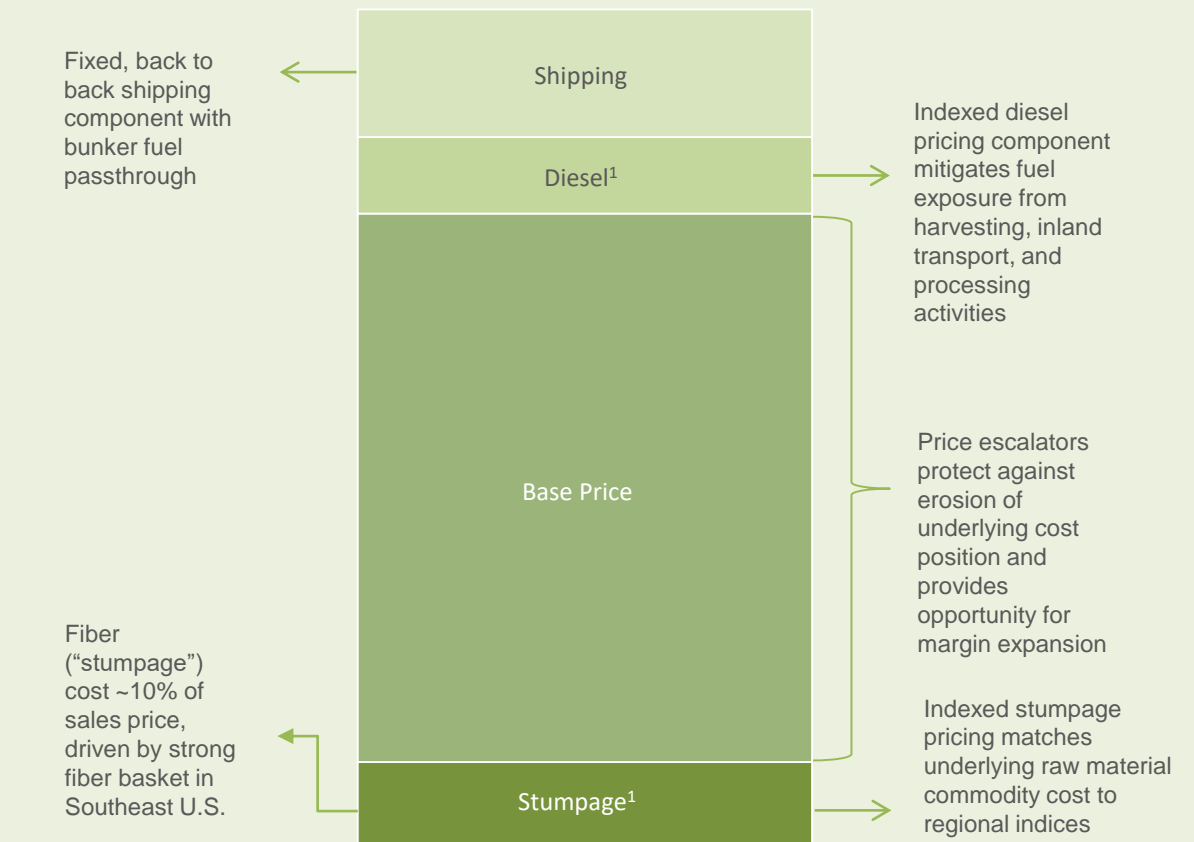 Fixed, back to
back shipping
component with
bunker fuel
passthrough
Shipping
Diesel¹
Indexed diesel
pricing component
mitigates fuel
exposure from
harvesting, inland
transport, and
processing
activities
Base Price
Price escalators
protect against
erosion of
underlying cost
position and
provides
opportunity for
margin expansion
Fiber
(“stumpage”)
cost ~10% of
sales price,
driven by strong
fiber basket in
Southeast U.S.
Stumpage¹
Indexed stumpage
pricing matches
underlying raw material
commodity cost to
regional indices